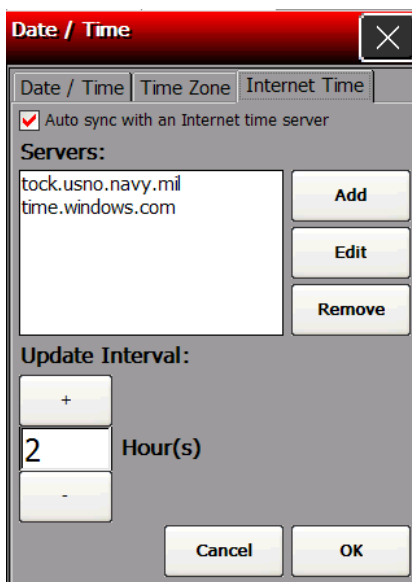 Date / Time
Date / Time Time Zone Internet Time
Auto sync with an Internet time server
Servers:
tock.usno.navy.mil
time.windows.com
Add
Edit
Remove
Update Interval:
+
2 Hour(s)
-
Cancel OK